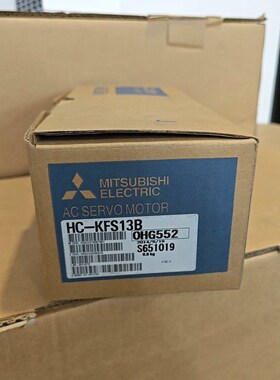 MITSUBISHI
ELECTRIC
AC SERVO MOTOR
HC-KFS13B
OHG552
S651019